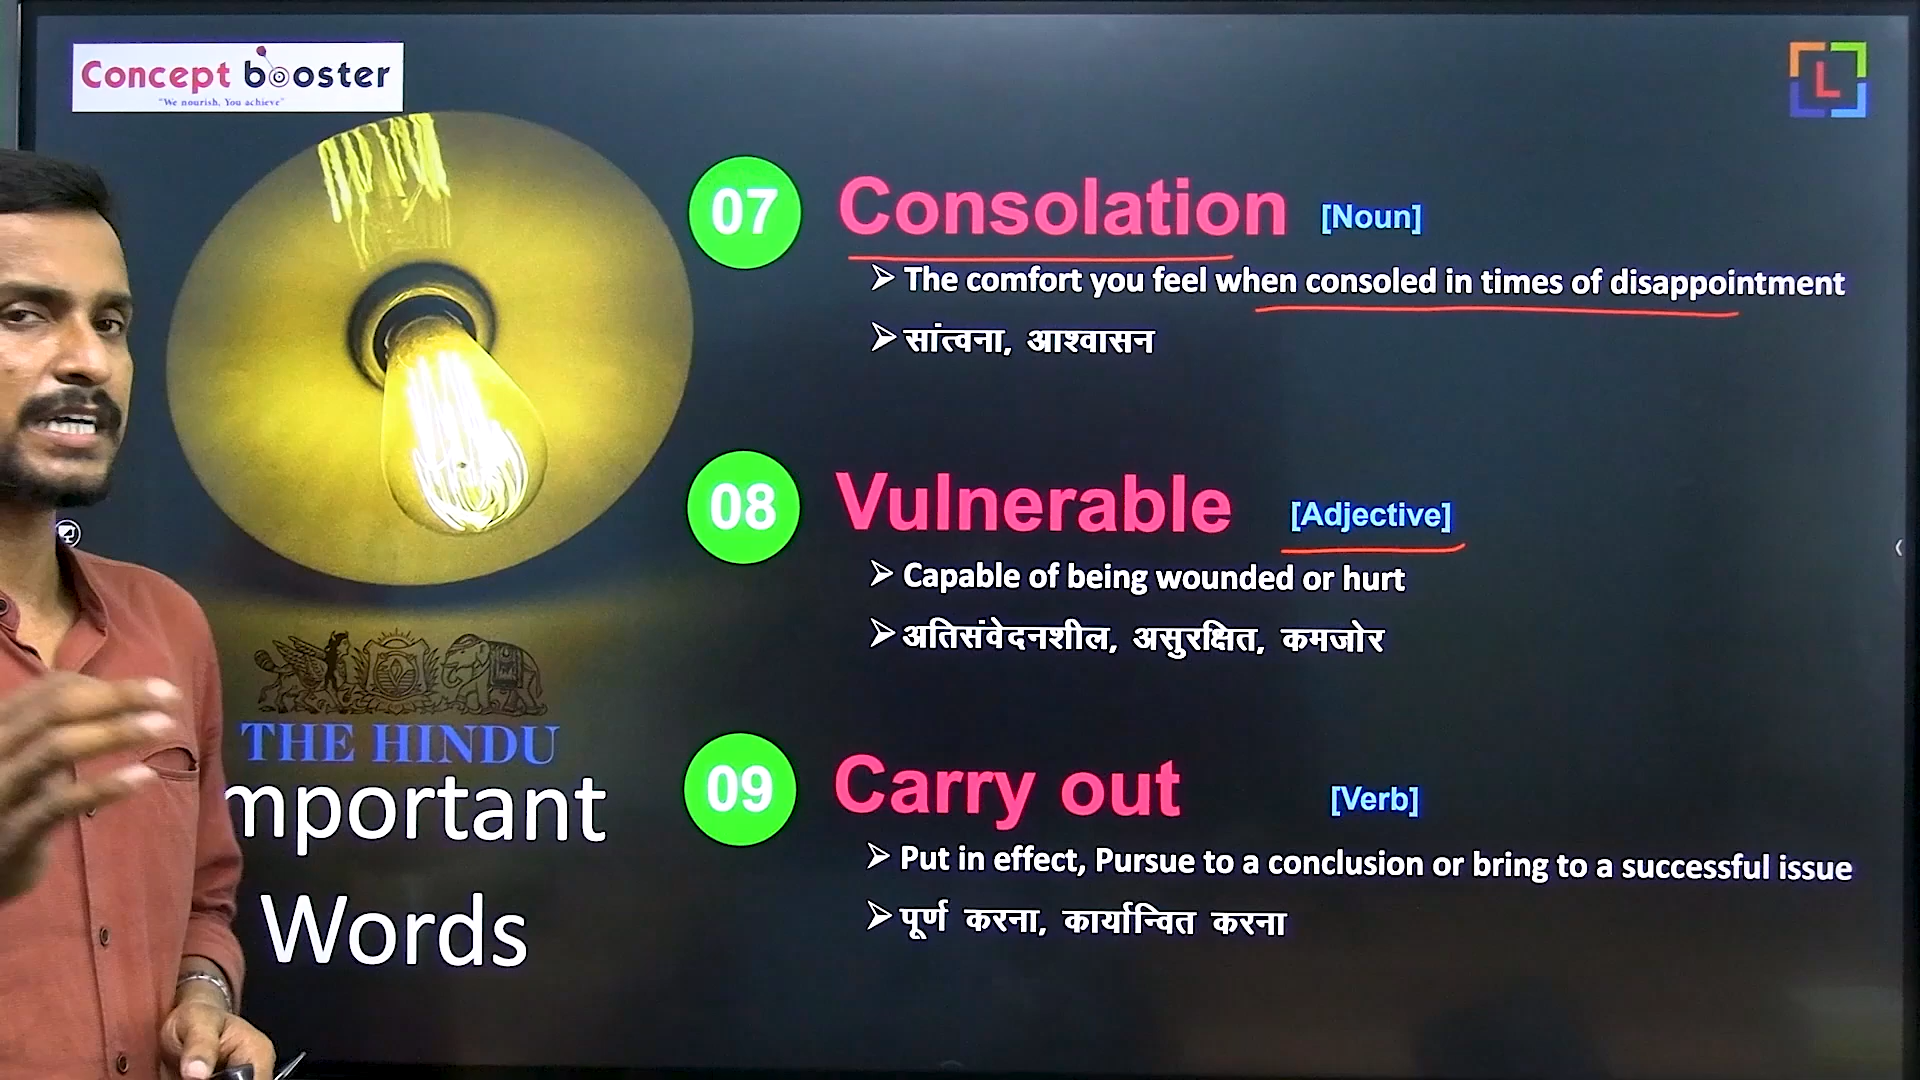 Concept booster
"We nourish, You achieve"
L
07 Consolation [Noun]
The comfort you feel when consoled in times of disappointment
सांत्वना, आश्वासन
08 Vulnerable [Adjective]
Capable of being wounded or hurt
अतिसंवेदनशील, असुरक्षित, कमजोर
09 Carry out [Verb]
Put in effect, Pursue to a conclusion or bring to a successful issue
पूर्ण करना, कार्यान्वित करना
THE HINDU
mportant
Words